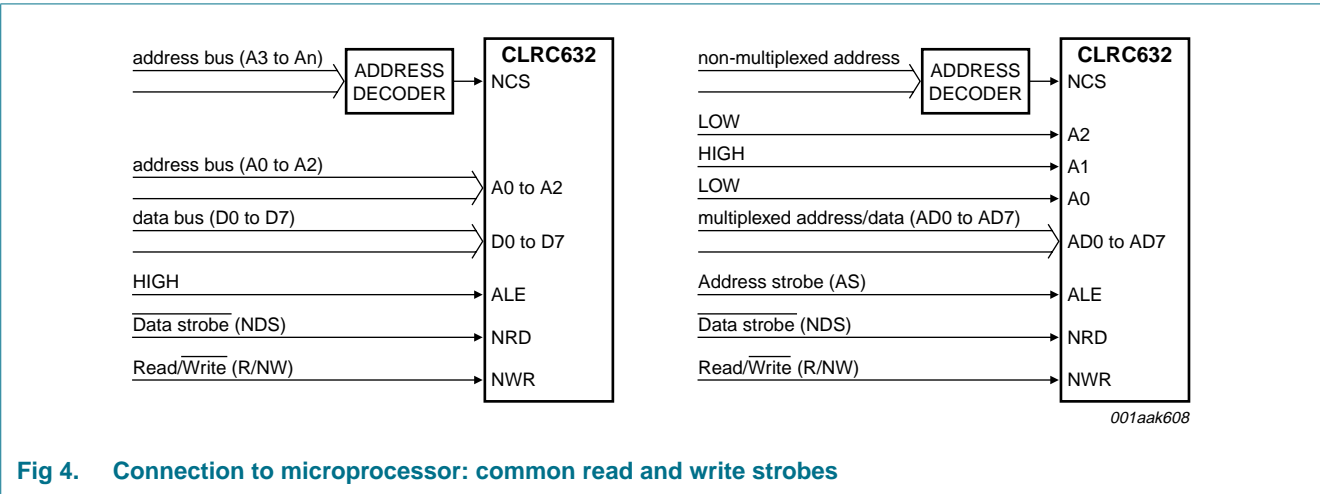 address bus (A3 to An)
ADDRESS
DECODER
CLRC632
NCS
address bus (A0 to A2)
A0 to A2
data bus (D0 to D7)
D0 to D7
HIGH
ALE
Data strobe (NDS)
NRD
Read/Write (R/NW)
NWR
non-multiplexed address
ADDRESS
DECODER
CLRC632
NCS
LOW
A2
HIGH
A1
LOW
A0
multiplexed address/data (AD0 to AD7)
AD0 to AD7
Address strobe (AS)
ALE
Data strobe (NDS)
NRD
Read/Write (R/NW)
NWR
001aak608
Fig 4. Connection to microprocessor: common read and write strobes